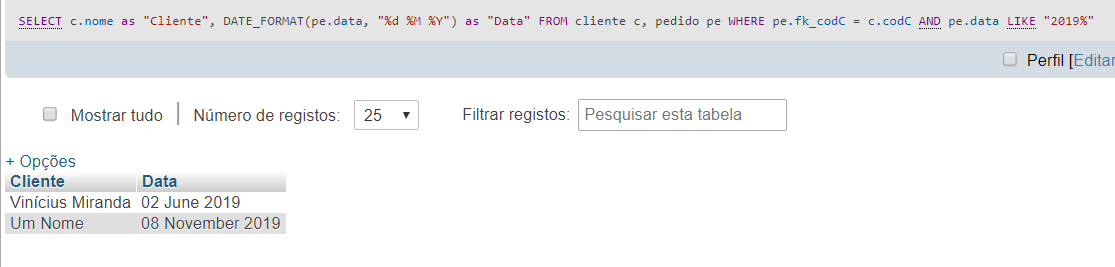 SELECT c.nome as "Cliente", DATE_FORMAT(pe.data, "%d %M %Y") as "Data" FROM cliente c, pedido pe WHERE pe.fk_codC = c.codC AND pe.data LIKE "2019%"
Perfil [Editar
Mostrar tudo | Número de registos: 25 Filtrar registos: Pesquisar esta tabela
+ Opções
Cliente Data
Vinícius Miranda 02 June 2019
Um Nome 08 November 2019